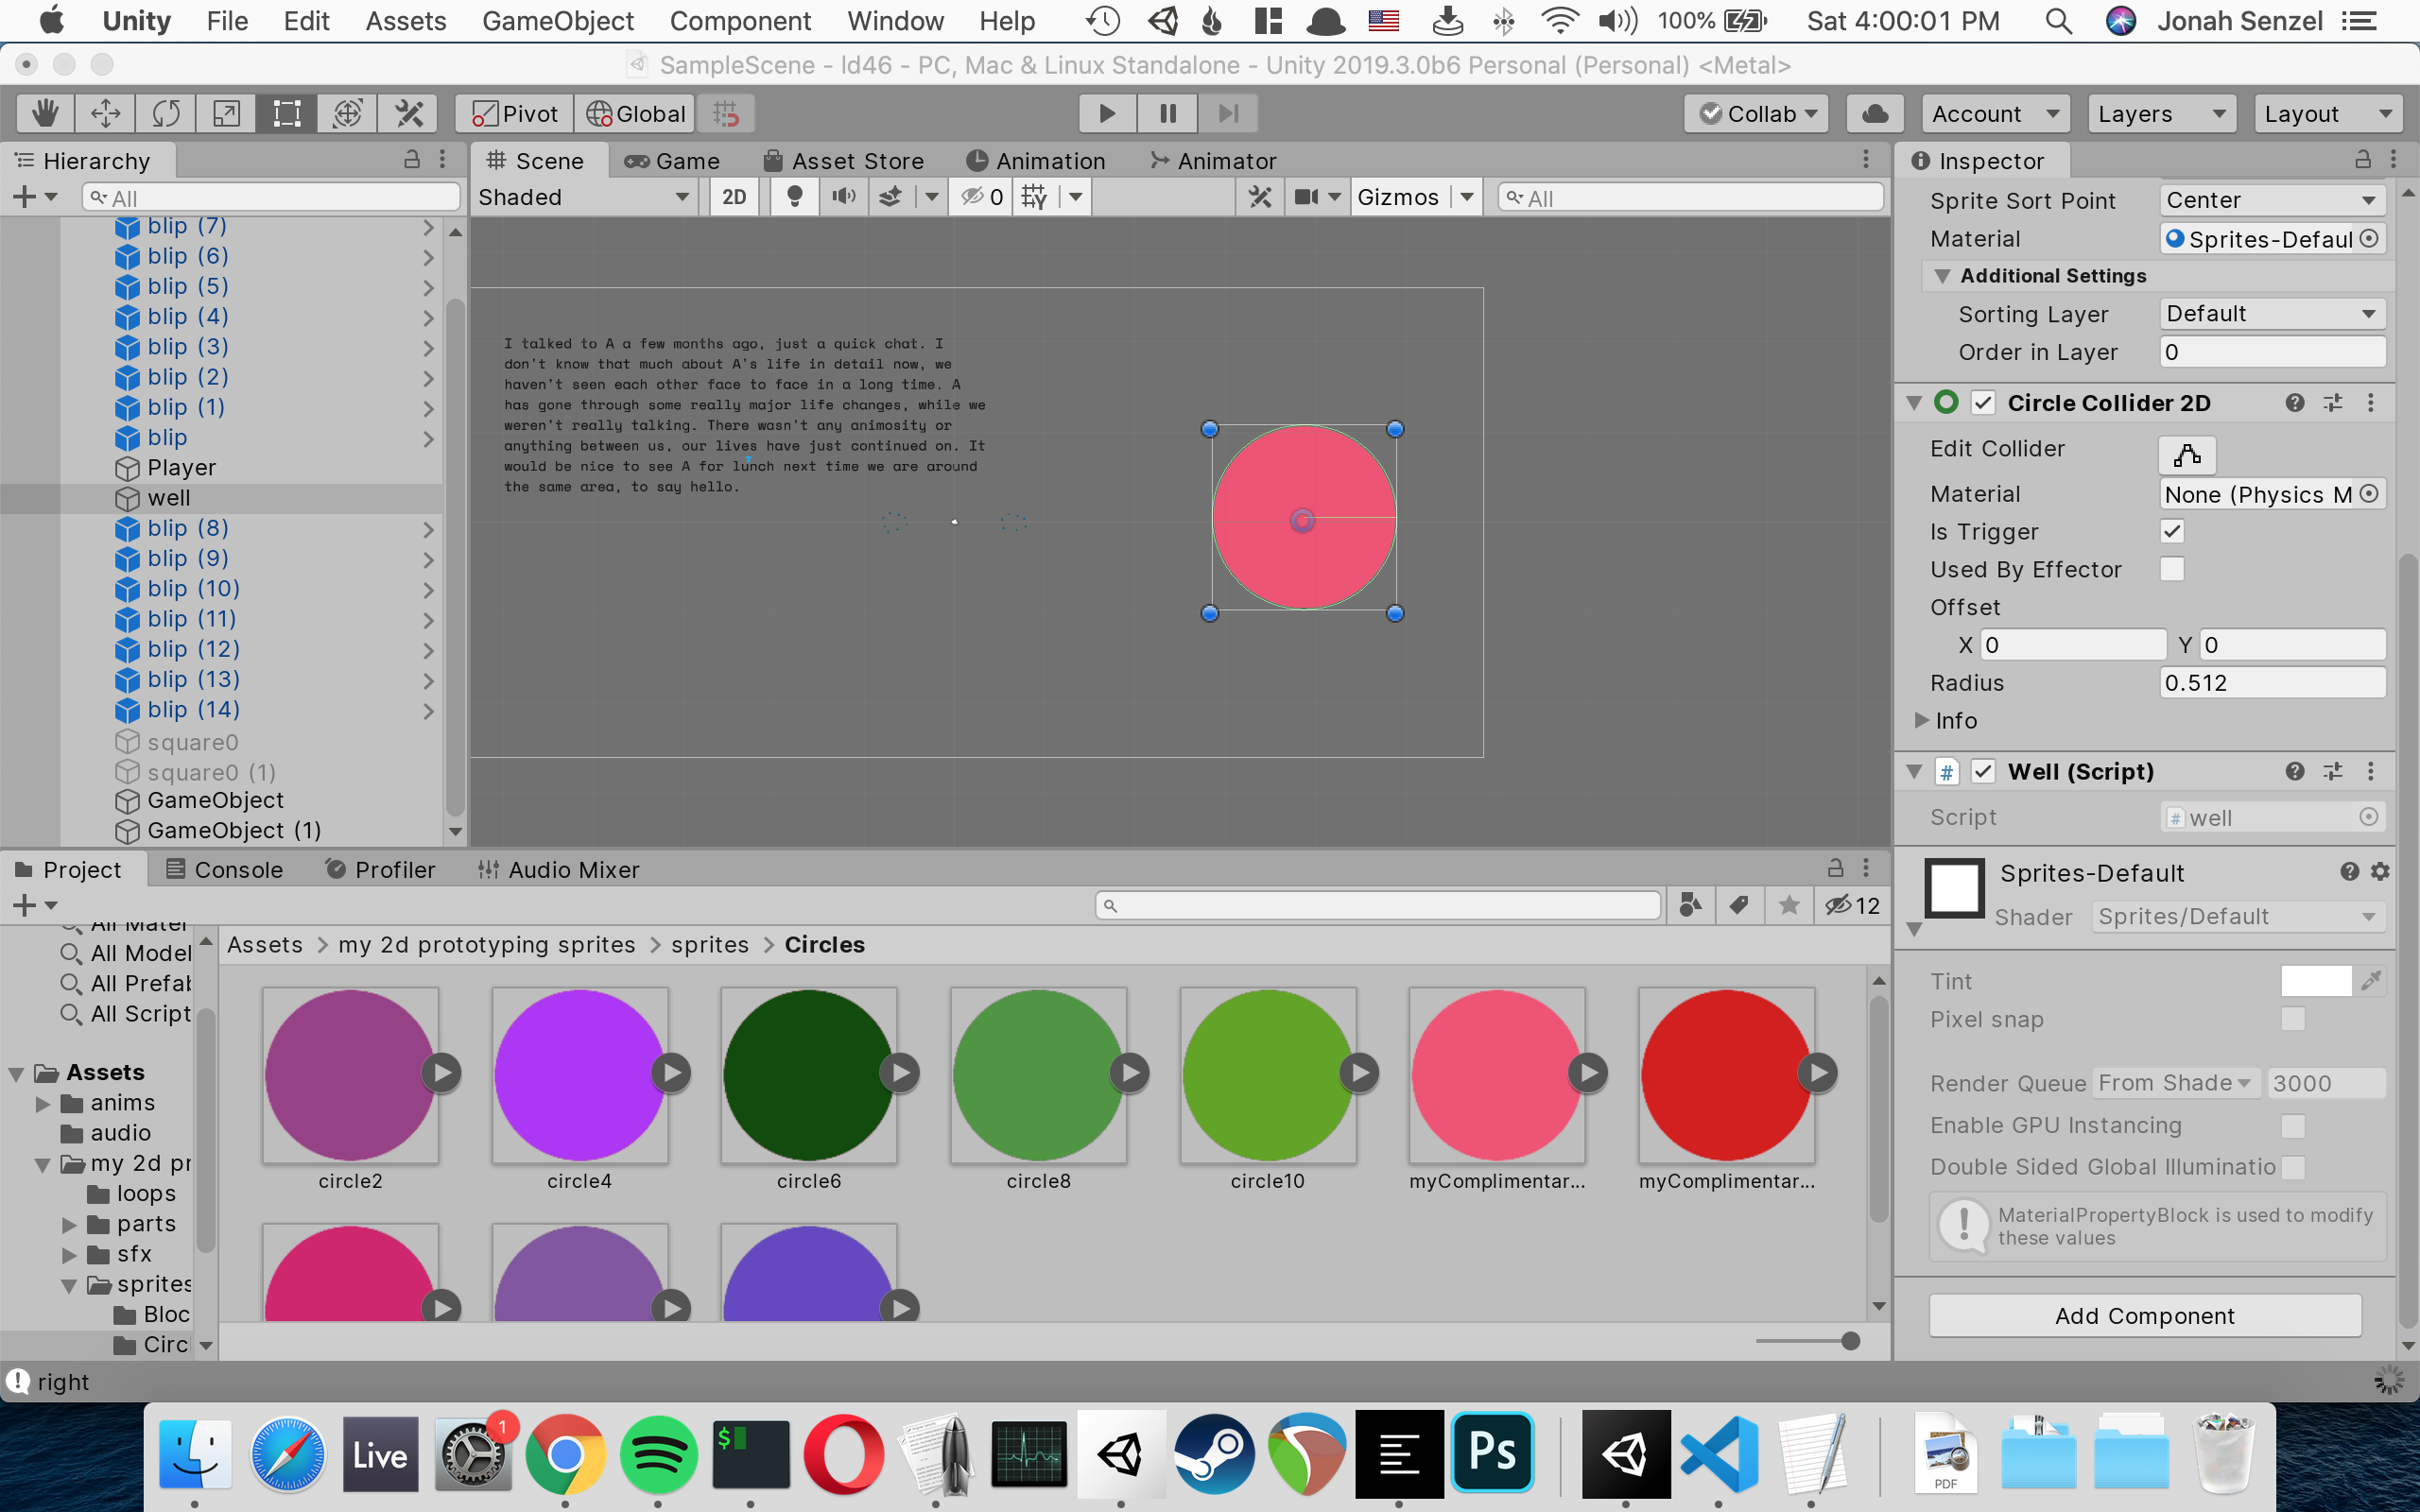 Unity File Edit Assets GameObject Component Window Help 100% Sat 4:00:01 PM Jonah Senzel
SampleScene - ld46 - PC, Mac & Linux Standalone - Unity 2019.3.0b6 Personal (Personal) <Metal>
Pivot Global Collab Account Layers Layout
Hierarchy
All
blip (7)
blip (6)
blip (5)
blip (4)
blip (3)
blip (2)
blip (1)
blip
Player
well
blip (8)
blip (9)
blip (10)
blip (11)
blip (12)
blip (13)
blip (14)
square0
square0 (1)
GameObject
GameObject (1)
Scene Game Asset Store Animation Animator
Shaded 2D 0 Gizmos All
I talked to A a few months ago, just a quick chat. I
don't know that much about A's life in detail now, we
haven't seen each other face to face in a long time. A
has gone through some really major life changes, while we
weren't really talking. There wasn't any animosity or
anything between us, our lives have just continued on. It
would be nice to see A for lunch next time we are around
the same area, to say hello.
Inspector
Sprite Sort Point Center
Material Sprites-Defaul
Additional Settings
Sorting Layer Default
Order in Layer 0
Circle Collider 2D
Edit Collider
Material None (Physics M
Is Trigger
Used By Effector
Offset
X 0 Y 0
Radius 0.512
Info
# Well (Script)
Script # well
Sprites-Default
Shader Sprites/Default
Tint
Pixel snap
Render Queue From Shade 3000
Enable GPU Instancing
Double Sided Global Illuminatio
MaterialPropertyBlock is used to modify
these values
Add Component
Project Console Profiler Audio Mixer
12
All Mater
All Model
All Prefab
All Script
Assets
anims
audio
my 2d pr
loops
parts
sfx
sprites
Bloc
Circ
Assets > my 2d prototyping sprites > sprites > Circles
circle2 circle4 circle6 circle8 circle10 myComplimentar... myComplimentar...
right
Live 1 $ Ps PDF